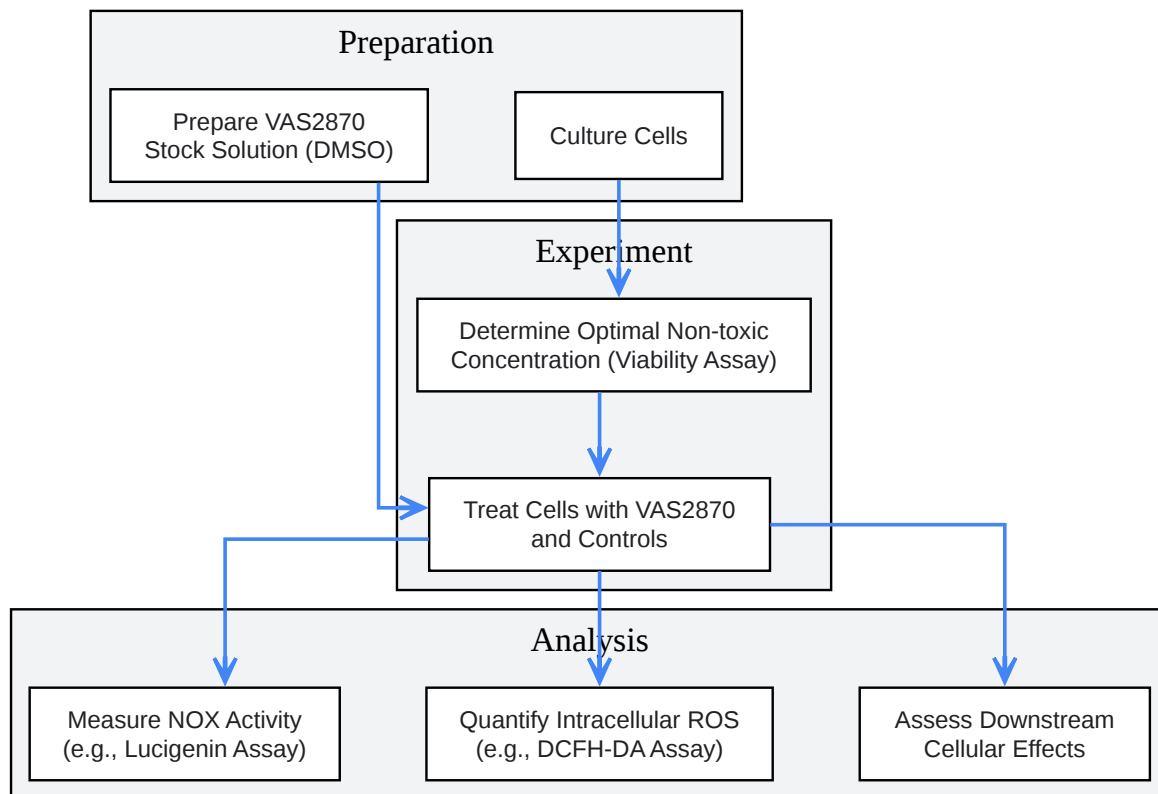 Preparation
Prepare VAS2870
Stock Solution (DMSO)
Culture Cells
Experiment
Determine Optimal Non-toxic
Concentration (Viability Assay)
Treat Cells with VAS2870
and Controls
Analysis
Measure NOX Activity
(e.g., Lucigenin Assay)
Quantify Intracellular ROS
(e.g., DCFH-DA Assay)
Assess Downstream
Cellular Effects